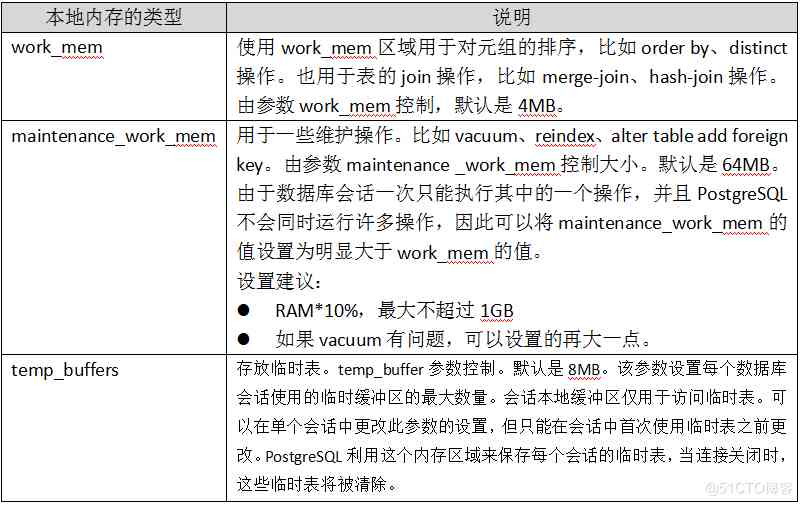 本地内存的类型 说明
work_mem 使用 work_mem 区域用于对元组的排序，比如 order by、distinct
操作。也用于表的 join 操作，比如 merge-join、hash-join 操作。
由参数 work_mem 控制，默认是 4MB。
maintenance_work_mem 用于一些维护操作。比如 vacuum、reindex、alter table add foreign
key。由参数 maintenance _work_mem 控制大小。默认是 64MB。
由于数据库会话一次只能执行其中的一个操作，并且 PostgreSQL
不会同时运行许多操作，因此可以将 maintenance_work_mem 的
值设置为明显大于 work_mem 的值。
设置建议：
● RAM*10%，最大不超过 1GB
● 如果 vacuum 有问题，可以设置的再大一点。
temp_buffers 存放临时表。temp_buffer 参数控制。默认是 8MB。该参数设置每个数据库
会话使用的临时缓冲区的最大数量。会话本地缓冲区仅用于访问临时表。可
以在单个会话中更改此参数的设置，但只能在会话中首次使用临时表之前更
改。PostgreSQL 利用这个内存区域来保存每个会话的临时表，当连接关闭时，
这些临时表将被清除。
@51CTO博客